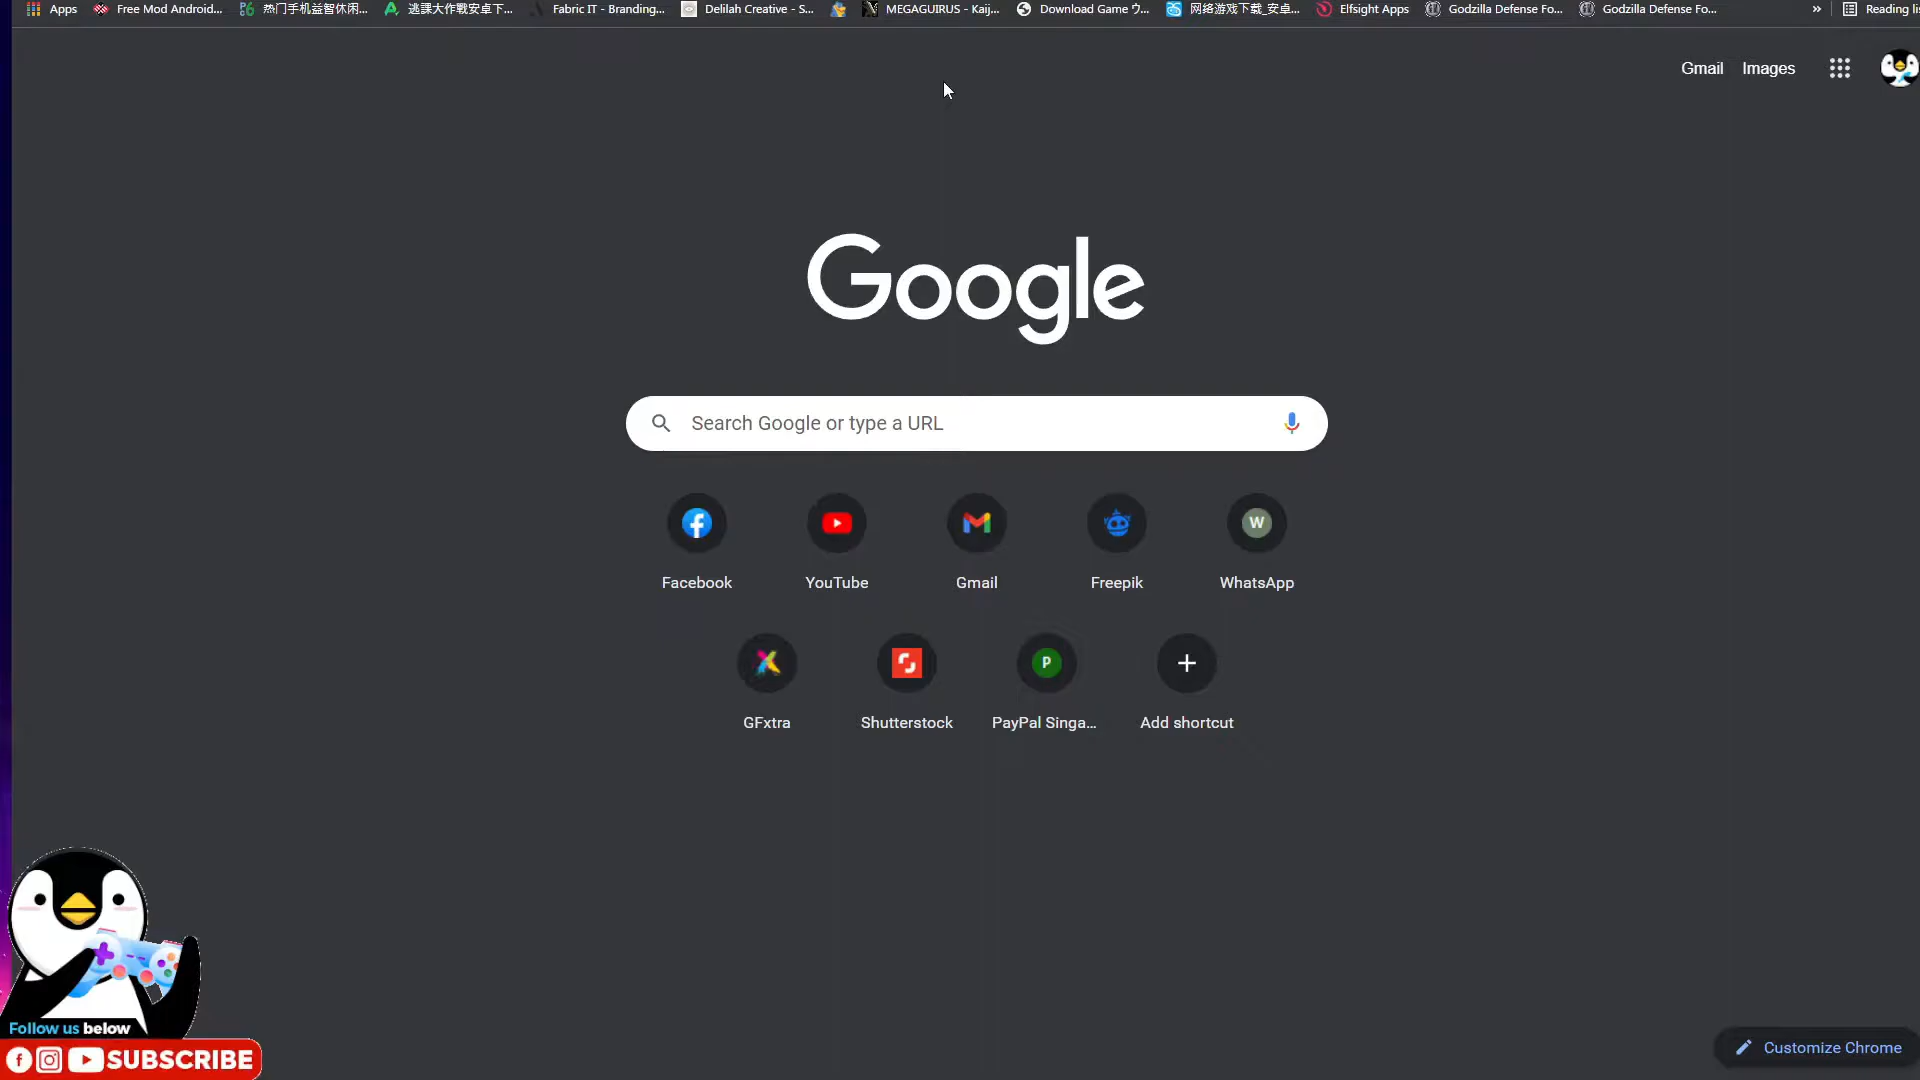 Apps Free Mod Android... 热门手机益智休闲... 逃課大作戰安卓下... Fabric IT - Branding... Delilah Creative - S... MEGAGUIRUS - Kaij... Download Game ウ... 网络游戏下载_安卓... Elfsight Apps Godzilla Defense Fo... Godzilla Defense Fo... » Reading lis
Gmail Images
Google
Search Google or type a URL
W
Facebook YouTube Gmail Freepik WhatsApp
P
GFxtra Shutterstock PayPal Singa... Add shortcut
Follow us below
SUBSCRIBE
Customize Chrome